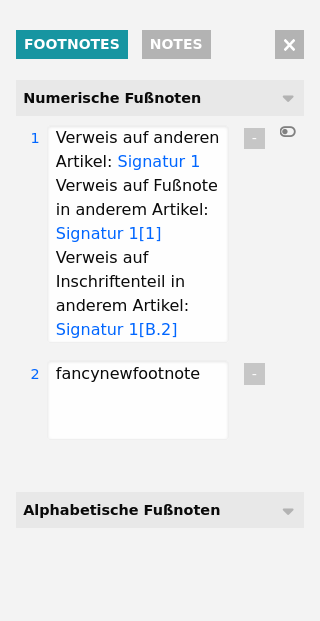 FOOTNOTES NOTES ×
Numerische Fußnoten
1 Verweis auf anderen -
Artikel: Signatur 1
Verweis auf Fußnote
in anderem Artikel:
Signatur 1[1]
Verweis auf
Inschriftenteil in
anderem Artikel:
Signatur 1[B.2]
2 fancynewfootnote -
Alphabetische Fußnoten